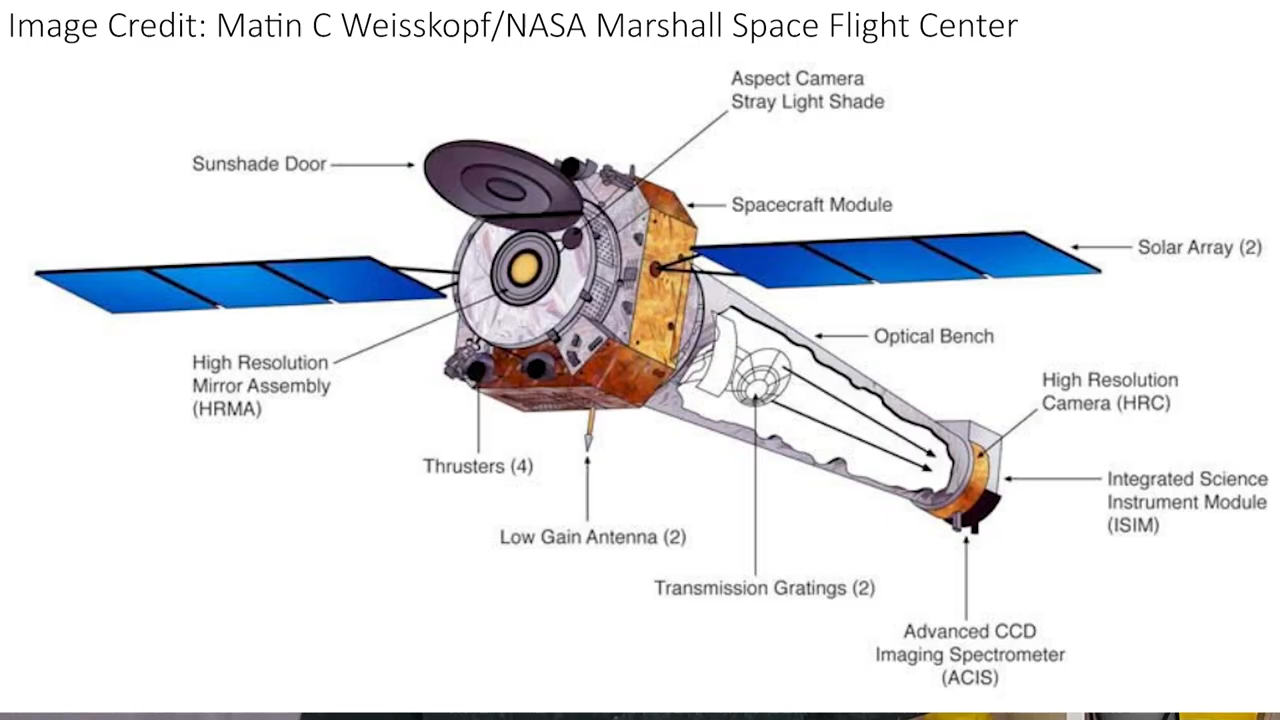 Image Credit: Matin C Weisskopf/NASA Marshall Space Flight Center
Aspect Camera
Stray Light Shade
Sunshade Door
Spacecraft Module
Solar Array (2)
Optical Bench
High Resolution
Mirror Assembly
(HRMA)
High Resolution
Camera (HRC)
Thrusters (4)
Integrated Science
Instrument Module
(ISIM)
Low Gain Antenna (2)
Transmission Gratings (2)
Advanced CCD
Imaging Spectrometer
(ACIS)